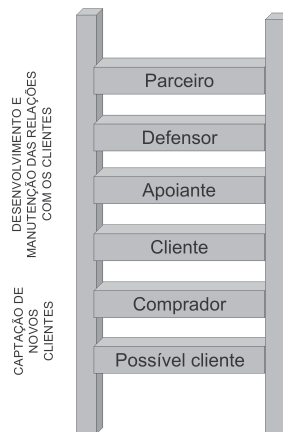 DESENVOLVIMENTO E
MANUTENÇÃO DAS RELAÇÕES
COM OS CLIENTES
CAPTAÇÃO DE
NOVOS
CLIENTES
Parceiro
Defensor
Apoiante
Cliente
Comprador
Possível cliente